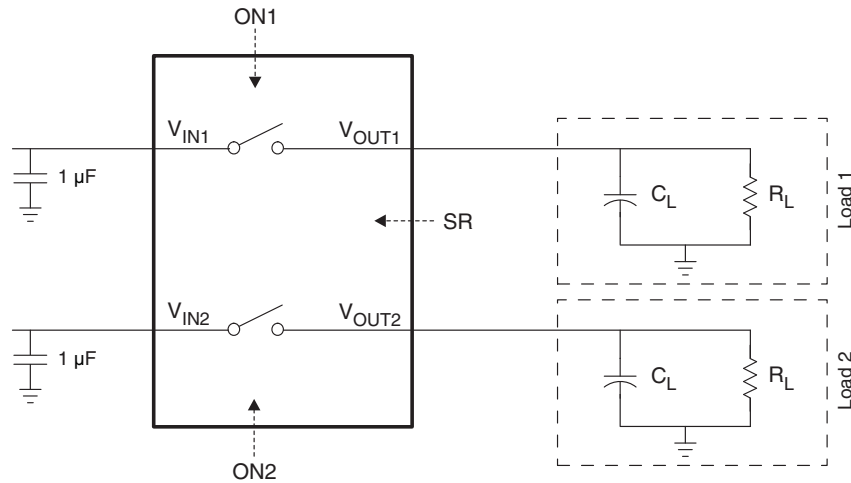 ON1
V_IN1
V_OUT1
1 µF
C_L
R_L
Load 1
SR
V_IN2
V_OUT2
1 µF
C_L
R_L
Load 2
ON2